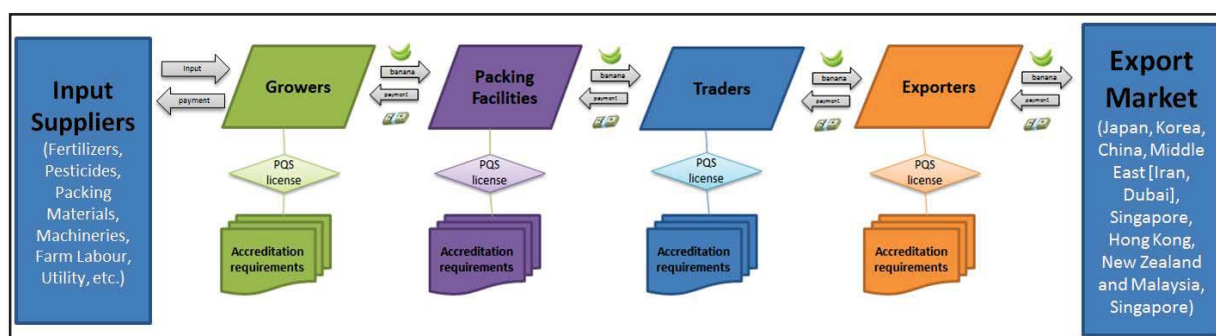 Input
Suppliers
(Fertilizers,
Pesticides,
Packing
Materials,
Machineries,
Farm Labour,
Utility, etc.)
Input
payment
Growers
PQS
license
Accreditation
requirements
banana
payment
Packing
Facilities
PQS
license
Accreditation
requirements
banana
payment
Traders
PQS
license
Accreditation
requirements
banana
payment
Exporters
PQS
license
Accreditation
requirements
banana
payment
Export
Market
(Japan, Korea,
China, Middle
East [Iran,
Dubai],
Singapore,
Hong Kong,
New Zealand
and Malaysia,
Singapore)